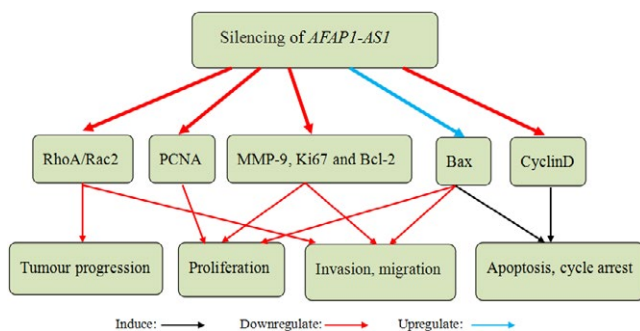 Silencing of AFAP1-AS1
RhoA/Rac2
PCNA
MMP-9, Ki67 and Bcl-2
Bax
CyclinD
Tumour progression
Proliferation
Invasion, migration
Apoptosis, cycle arrest
Induce:
Downregulate:
Upregulate: